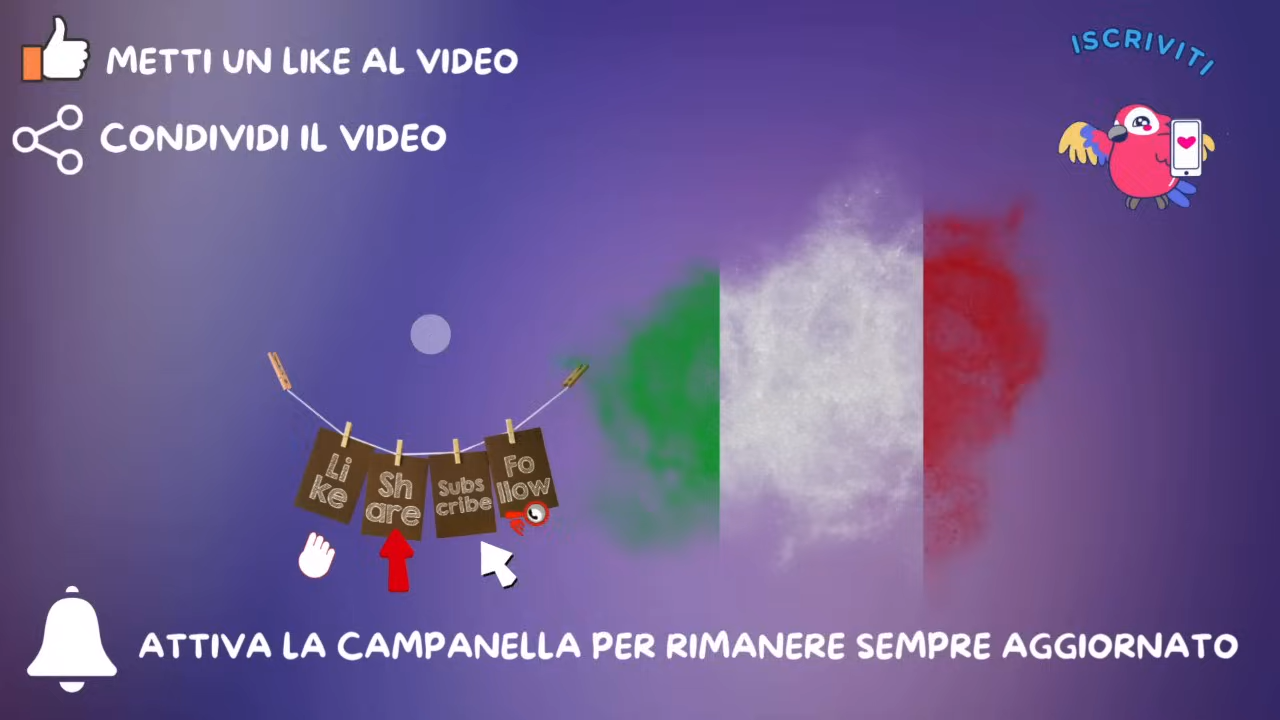 METTI UN LIKE AL VIDEO
ISCRIVITI
CONDIVIDI IL VIDEO
Li
ke
Sh
are
Subs
cribe
Fo
llow
ATTIVA LA CAMPANELLA PER RIMANERE SEMPRE AGGIORNATO